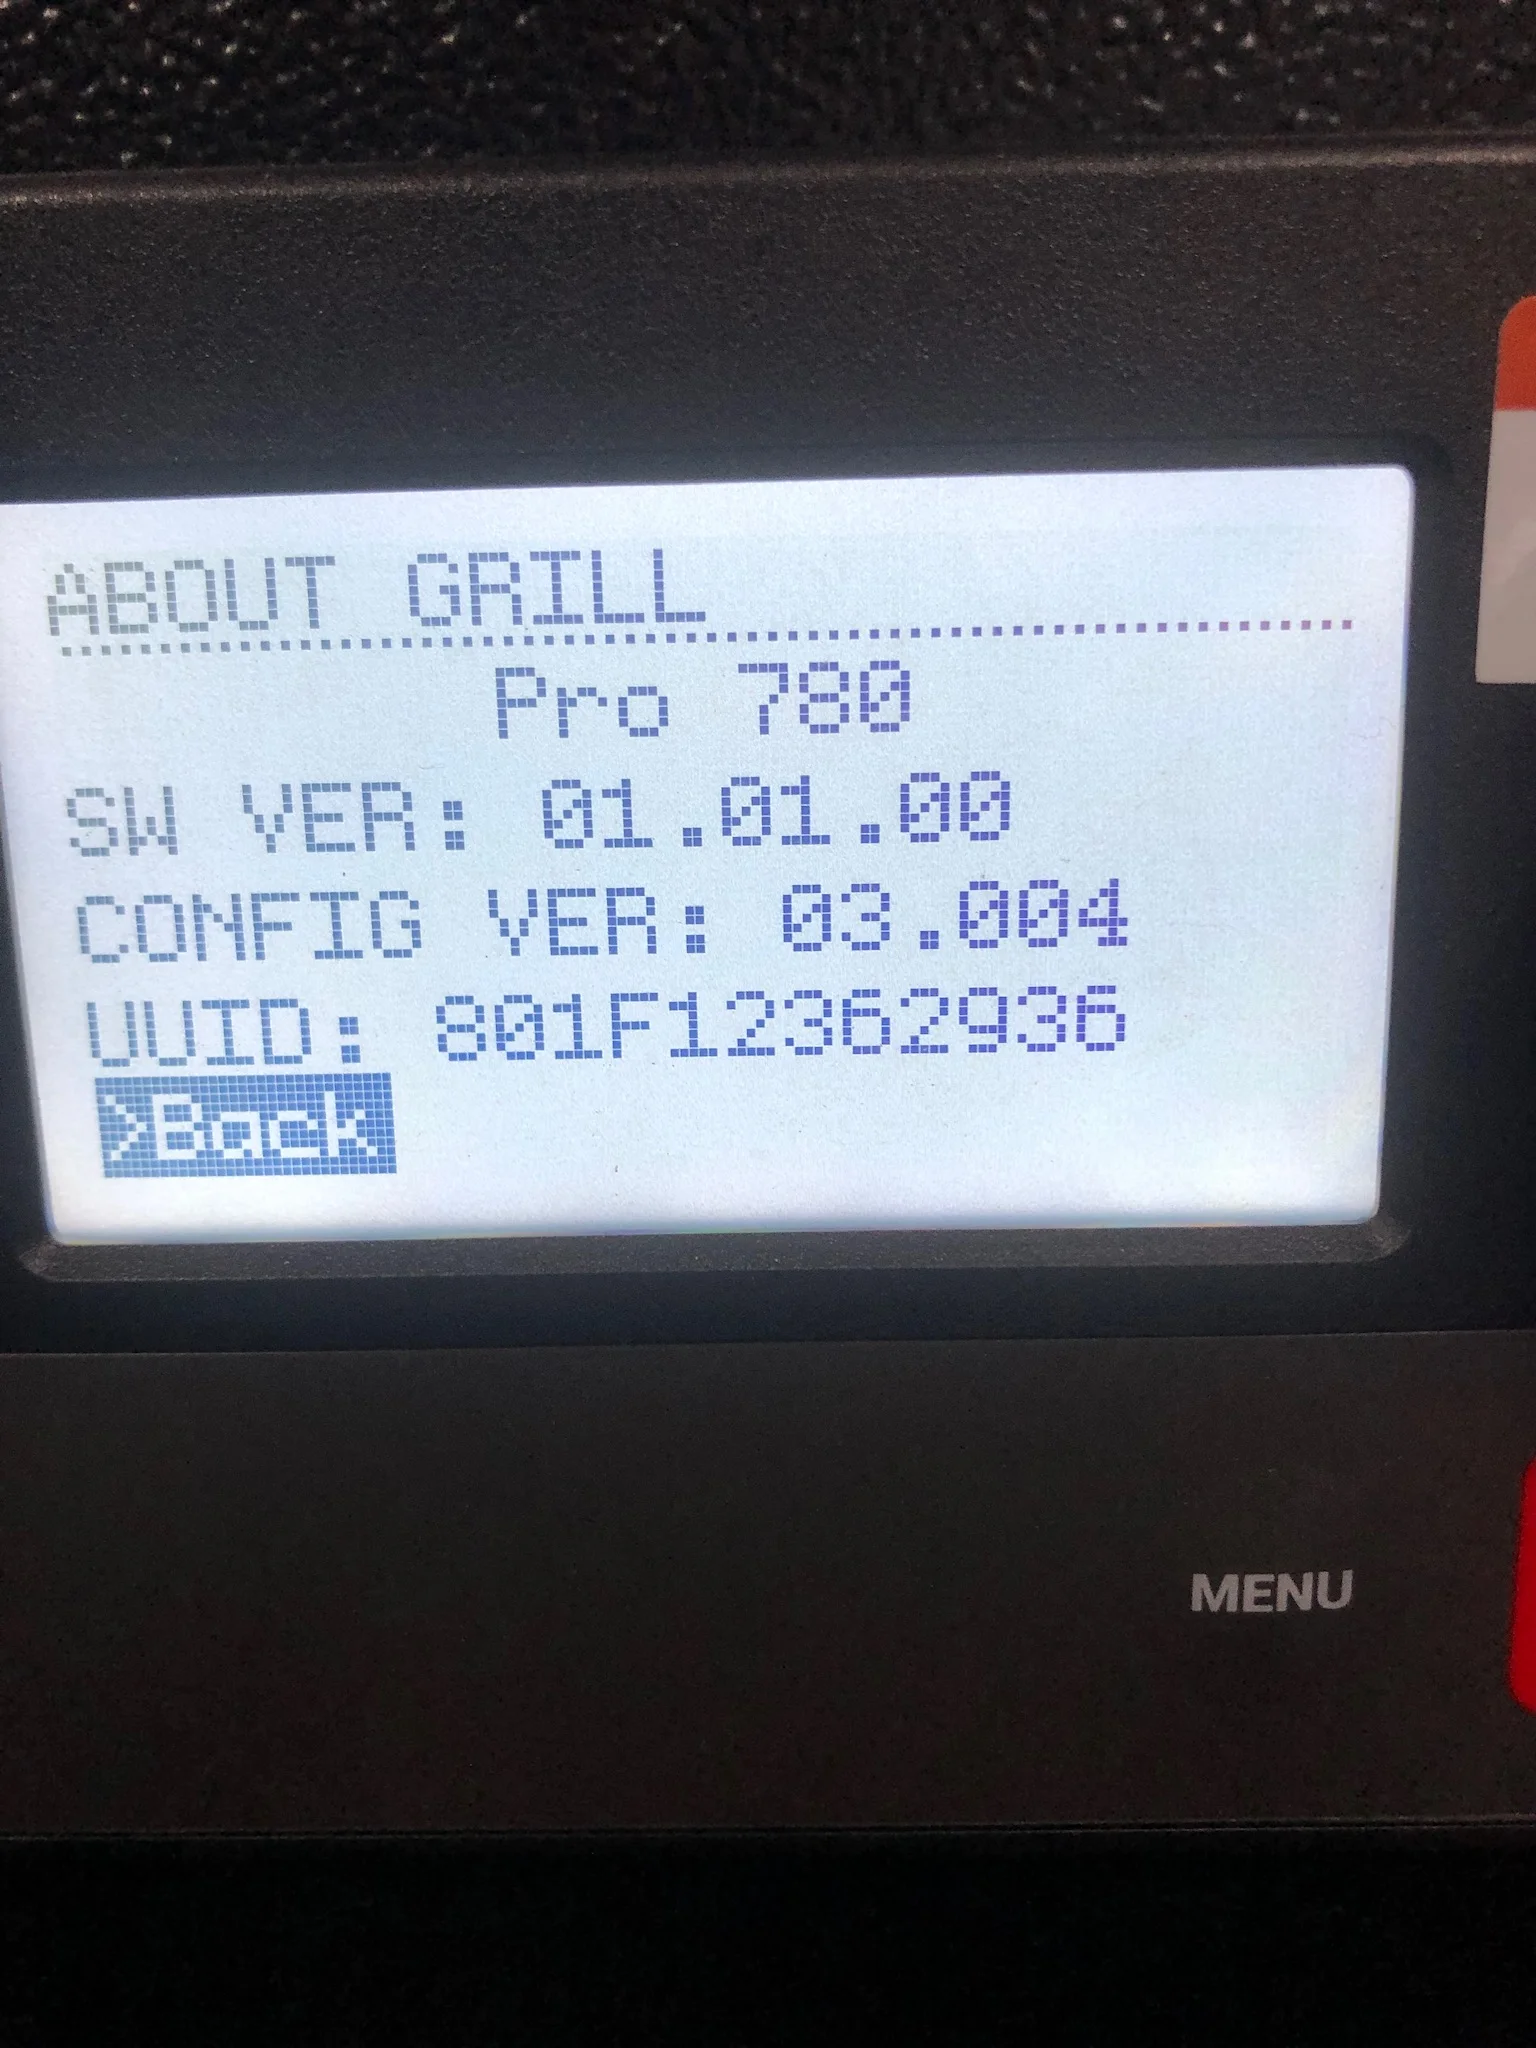 ABOUT GRILL
Pro 780
SW VER: 01.01.00
CONFIG VER: 03.004
UUID: 801F12362936
>Back
MENU